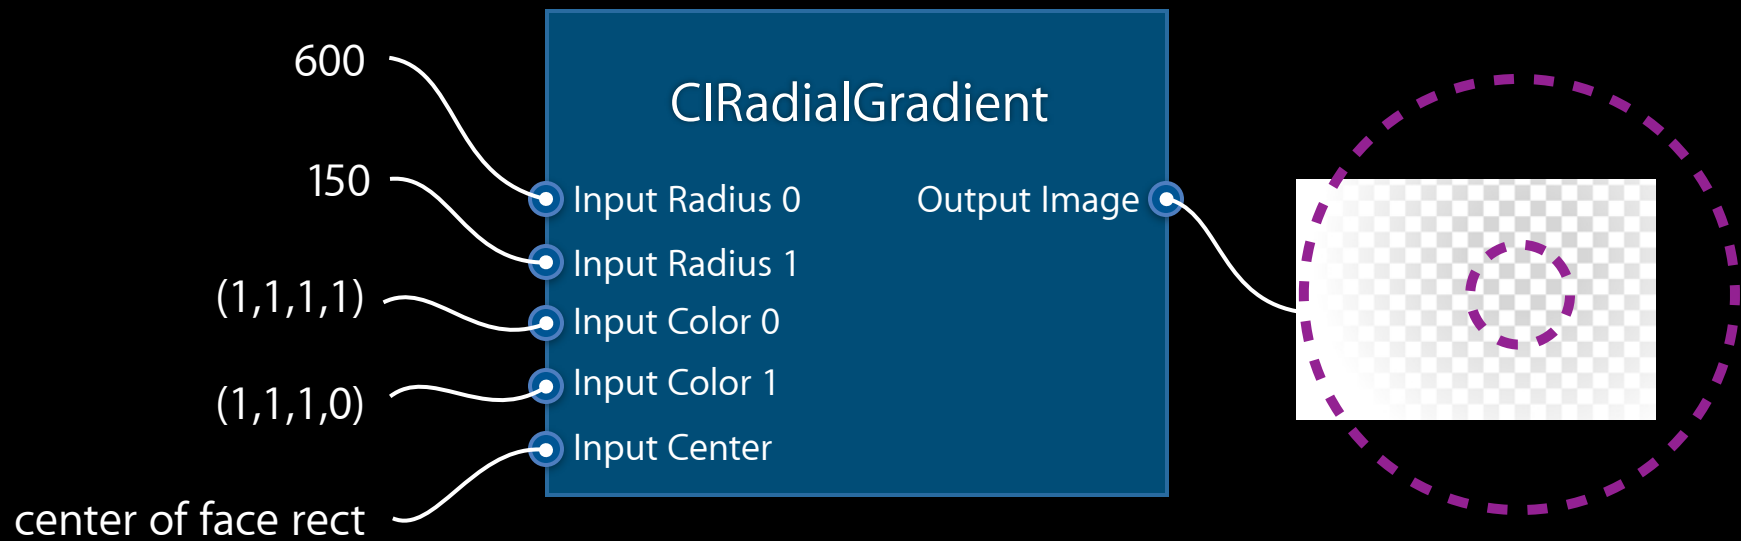 CIRadialGradient
600
150
(1,1,1,1)
(1,1,1,0)
center of face rect
Input Radius 0
Input Radius 1
Input Color 0
Input Color 1
Input Center
Output Image